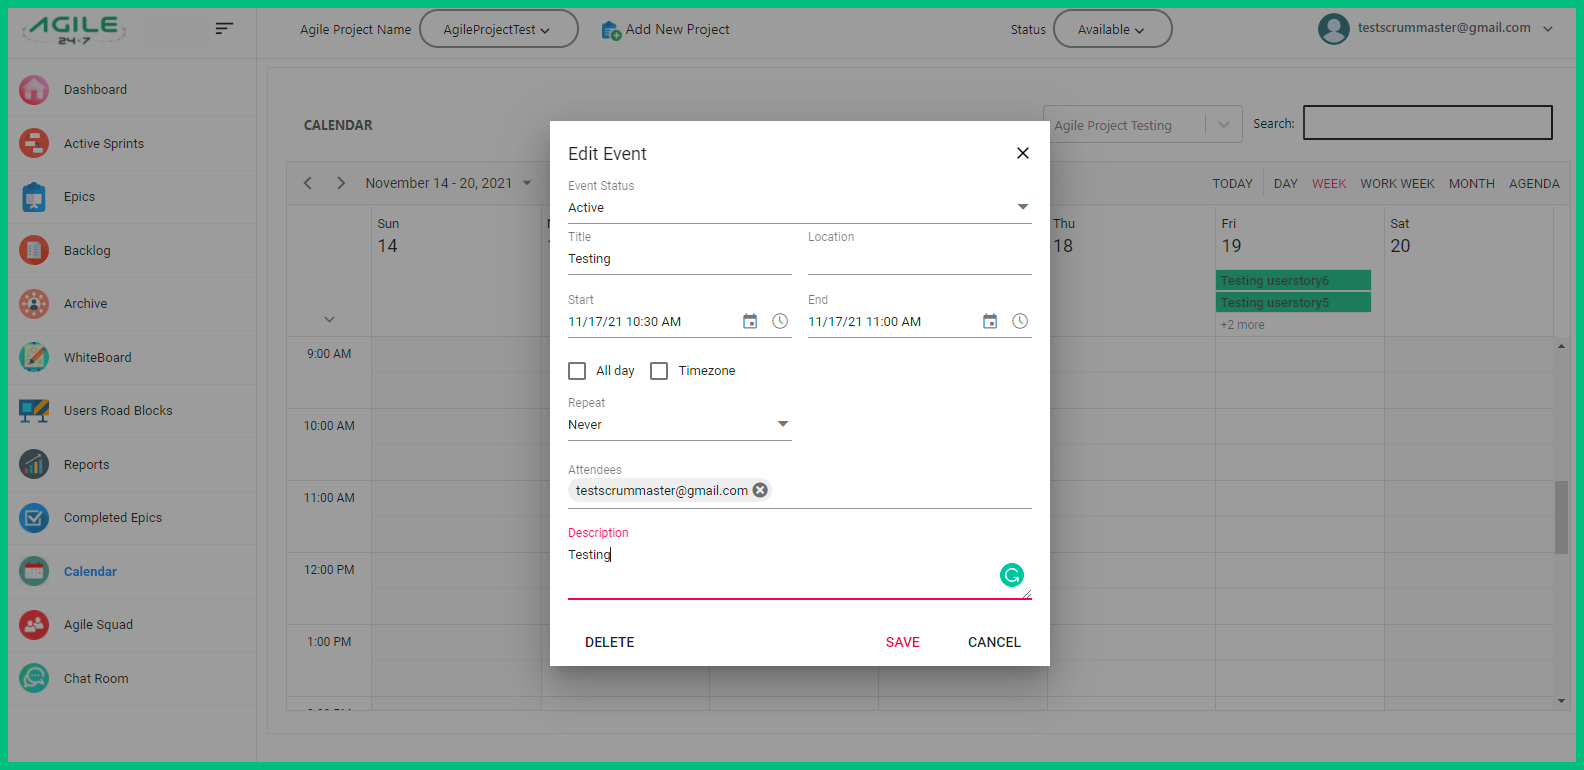 AGILE
24x7
Agile Project Name AgileProjectTest Add New Project Status Available testscrummaster@gmail.com
Dashboard
Active Sprints
Epics
Backlog
Archive
WhiteBoard
Users Road Blocks
Reports
Completed Epics
Calendar
Agile Squad
Chat Room
CALENDAR
Agile Project Testing Search:
November 14 - 20, 2021
TODAY DAY WEEK WORK WEEK MONTH AGENDA
Sun
14
Thu
18
Fri
19
Sat
20
Testing userstory6
Testing userstory5
+2 more
9:00 AM
10:00 AM
11:00 AM
12:00 PM
1:00 PM
Edit Event
Event Status
Active
Title Location
Testing
Start End
11/17/21 10:30 AM 11/17/21 11:00 AM
All day Timezone
Repeat
Never
Attendees
testscrummaster@gmail.com
Description
Testing
DELETE SAVE CANCEL